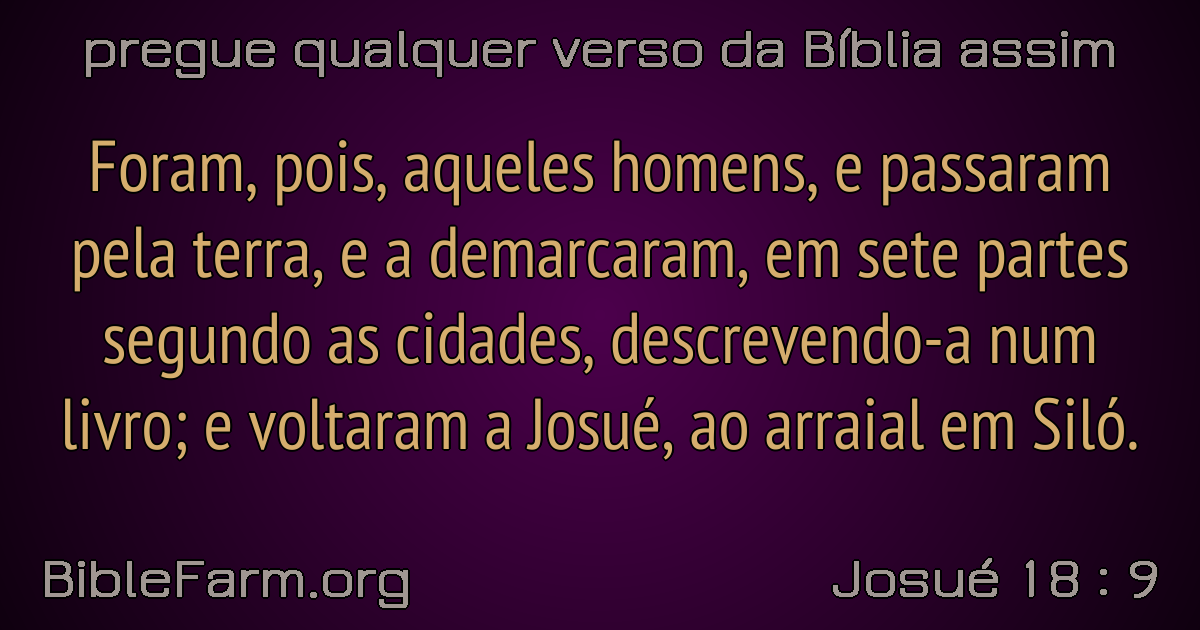 pregue qualquer verso da Bíblia assim
Foram, pois, aqueles homens, e passaram
pela terra, e a demarcaram, em sete partes
segundo as cidades, descrevendo-a num
livro; e voltaram a Josué, ao arraial em Siló.
BibleFarm.org
Josué 18 : 9